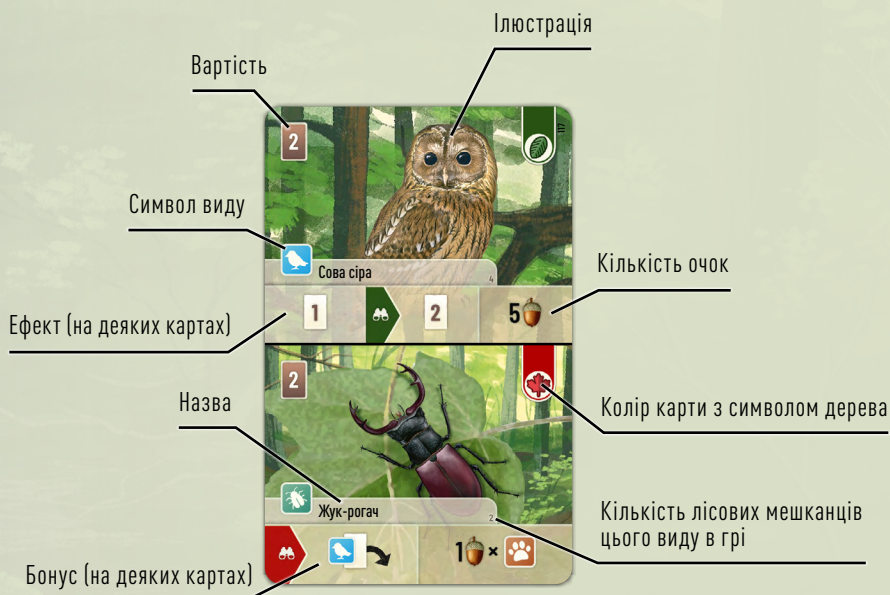 Ілюстрація
Вартість
2
Символ виду
Сова сіра
4
Кількість очок
1
2
5
Ефект (на деяких картах)
2
Назва
Колір карти з символом дерева
Жук-рогач
2
Кількість лісових мешканців
цього виду в грі
1 ×
Бонус (на деяких картах)